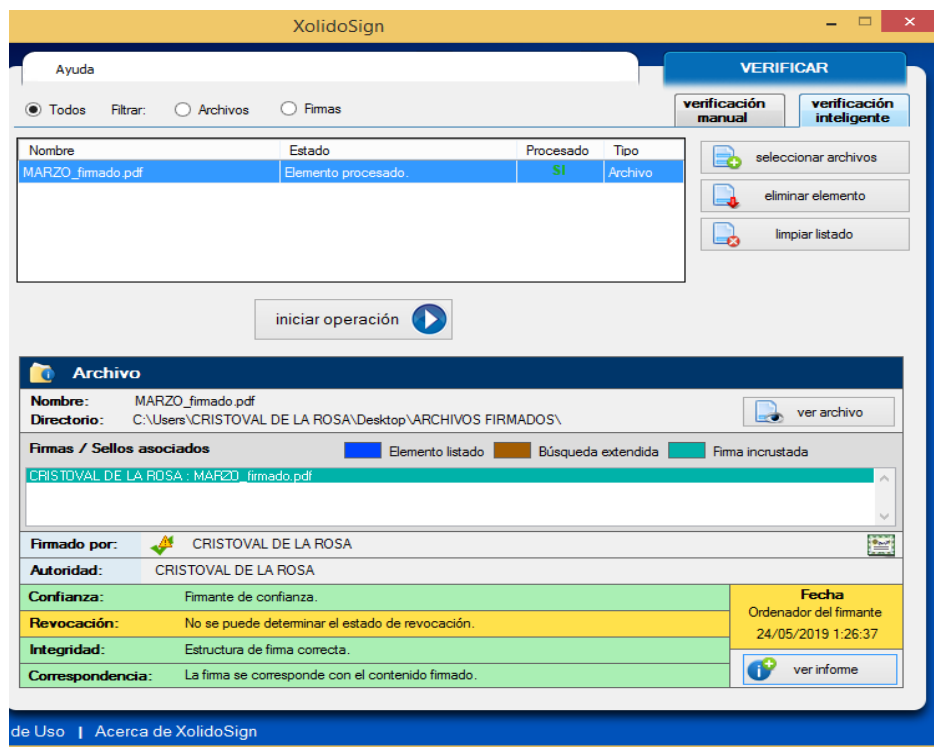 XolidoSign
Ayuda
VERIFICAR
Todos Filtrar: Archivos Firmas
verificación manual
verificación inteligente
Nombre Estado Procesado Tipo
MARZO_firmado.pdf Elemento procesado. SI Archivo
seleccionar archivos
eliminar elemento
limpiar listado
iniciar operación
Archivo
Nombre: MARZO_firmado.pdf
Directorio: C:\Users\CRISTOVAL DE LA ROSA\Desktop\ARCHIVOS FIRMADOS\
ver archivo
Firmas / Sellos asociados Elemento listado Búsqueda extendida Firma incrustada
CRISTOVAL DE LA ROSA : MARZO_firmado.pdf
Firmado por: CRISTOVAL DE LA ROSA
Autoridad: CRISTOVAL DE LA ROSA
Confianza: Firmante de confianza.
Revocación: No se puede determinar el estado de revocación.
Integridad: Estructura de firma correcta.
Correspondencia: La firma se corresponde con el contenido firmado.
Fecha
Ordenador del firmante
24/05/2019 1:26:37
ver informe
de Uso | Acerca de XolidoSign